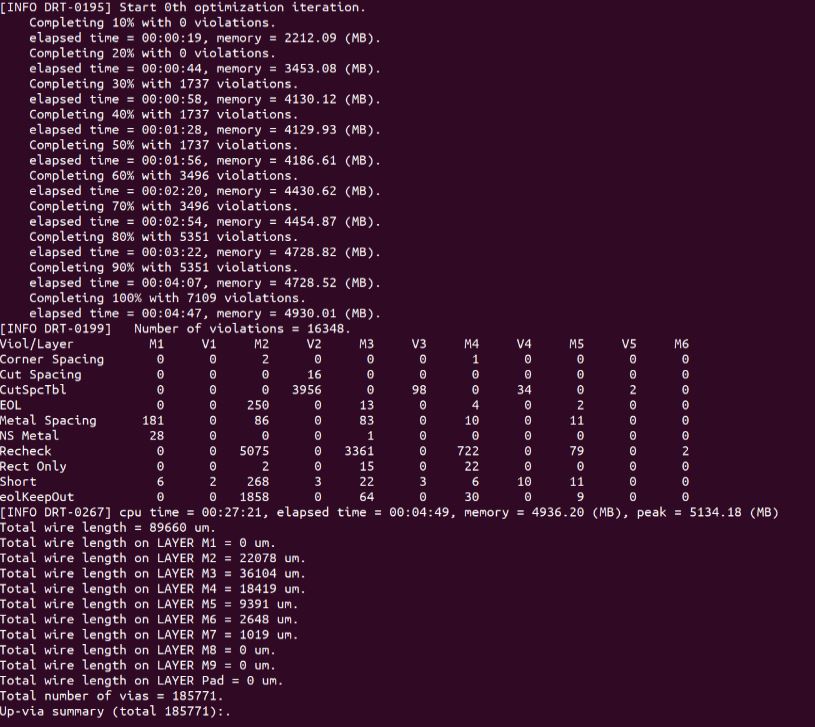 [INFO DRT-0195] Start 0th optimization iteration.
    Completing 10% with 0 violations.
    elapsed time = 00:00:19, memory = 2212.09 (MB).
    Completing 20% with 0 violations.
    elapsed time = 00:00:44, memory = 3453.08 (MB).
    Completing 30% with 1737 violations.
    elapsed time = 00:00:58, memory = 4130.12 (MB).
    Completing 40% with 1737 violations.
    elapsed time = 00:01:28, memory = 4129.93 (MB).
    Completing 50% with 1737 violations.
    elapsed time = 00:01:56, memory = 4186.61 (MB).
    Completing 60% with 3496 violations.
    elapsed time = 00:02:20, memory = 4430.62 (MB).
    Completing 70% with 3496 violations.
    elapsed time = 00:02:54, memory = 4454.87 (MB).
    Completing 80% with 5351 violations.
    elapsed time = 00:03:22, memory = 4728.82 (MB).
    Completing 90% with 5351 violations.
    elapsed time = 00:04:07, memory = 4728.52 (MB).
    Completing 100% with 7109 violations.
    elapsed time = 00:04:47, memory = 4930.01 (MB).
[INFO DRT-0199]   Number of violations = 16348.
Viol/Layer          M1     V1     M2     V2     M3     V3     M4     V4     M5     V5     M6
Corner Spacing       0      0      2      0      0      0      1      0      0      0      0
Cut Spacing          0      0      0     16      0      0      0      0      0      0      0
CutSpcTbl            0      0      0   3956      0     98      0     34      0      2      0
EOL                  0      0    250      0     13      0      4      0      2      0      0
Metal Spacing      181      0     86      0     83      0     10      0     11      0      0
NS Metal            28      0      0      0      1      0      0      0      0      0      0
Recheck              0      0   5075      0   3361      0    722      0     79      0      2
Rect Only            0      0      2      0     15      0     22      0      0      0      0
Short                6      2    268      3     22      3      6     10     11      0      0
eolKeepOut           0      0   1858      0     64      0     30      0      9      0      0
[INFO DRT-0267] cpu time = 00:27:21, elapsed time = 00:04:49, memory = 4936.20 (MB), peak = 5134.18 (MB)
Total wire length = 89660 um.
Total wire length on LAYER M1 = 0 um.
Total wire length on LAYER M2 = 22078 um.
Total wire length on LAYER M3 = 36104 um.
Total wire length on LAYER M4 = 18419 um.
Total wire length on LAYER M5 = 9391 um.
Total wire length on LAYER M6 = 2648 um.
Total wire length on LAYER M7 = 1019 um.
Total wire length on LAYER M8 = 0 um.
Total wire length on LAYER M9 = 0 um.
Total wire length on LAYER Pad = 0 um.
Total number of vias = 185771.
Up-via summary (total 185771):.